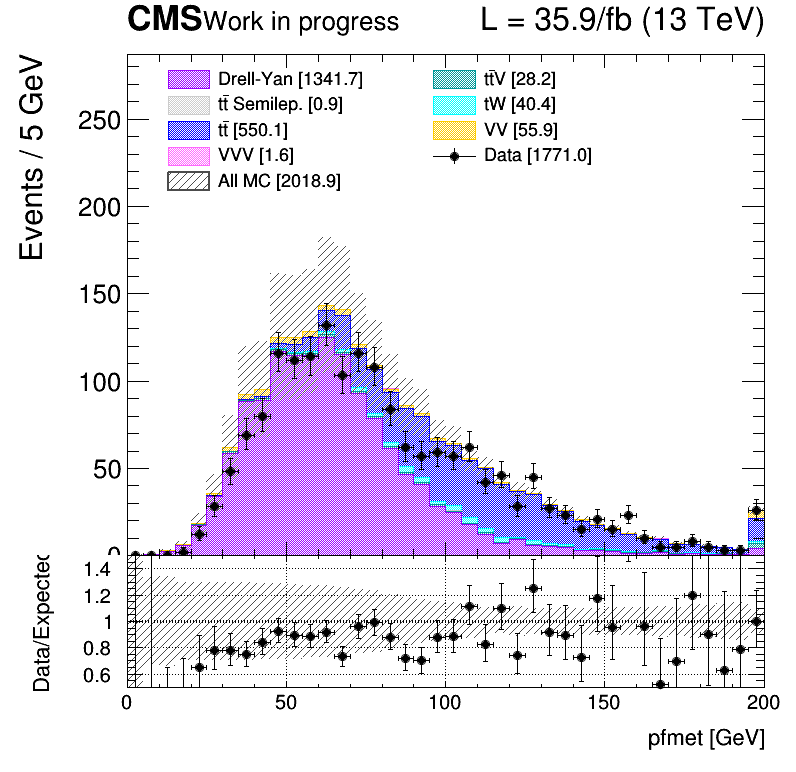 CMS Work in progress L = 35.9/fb (13 TeV)
Events / 5 GeV
250
200
150
100
50
0
Drell-Yan [1341.7]
tt̄ Semilep. [0.9]
tt̄ [550.1]
VVV [1.6]
All MC [2018.9]
tt̄V [28.2]
tW [40.4]
VV [55.9]
Data [1771.0]
Data/Expected
1.4
1.2
1
0.8
0.6
0 50 100 150 200
pfmet [GeV]